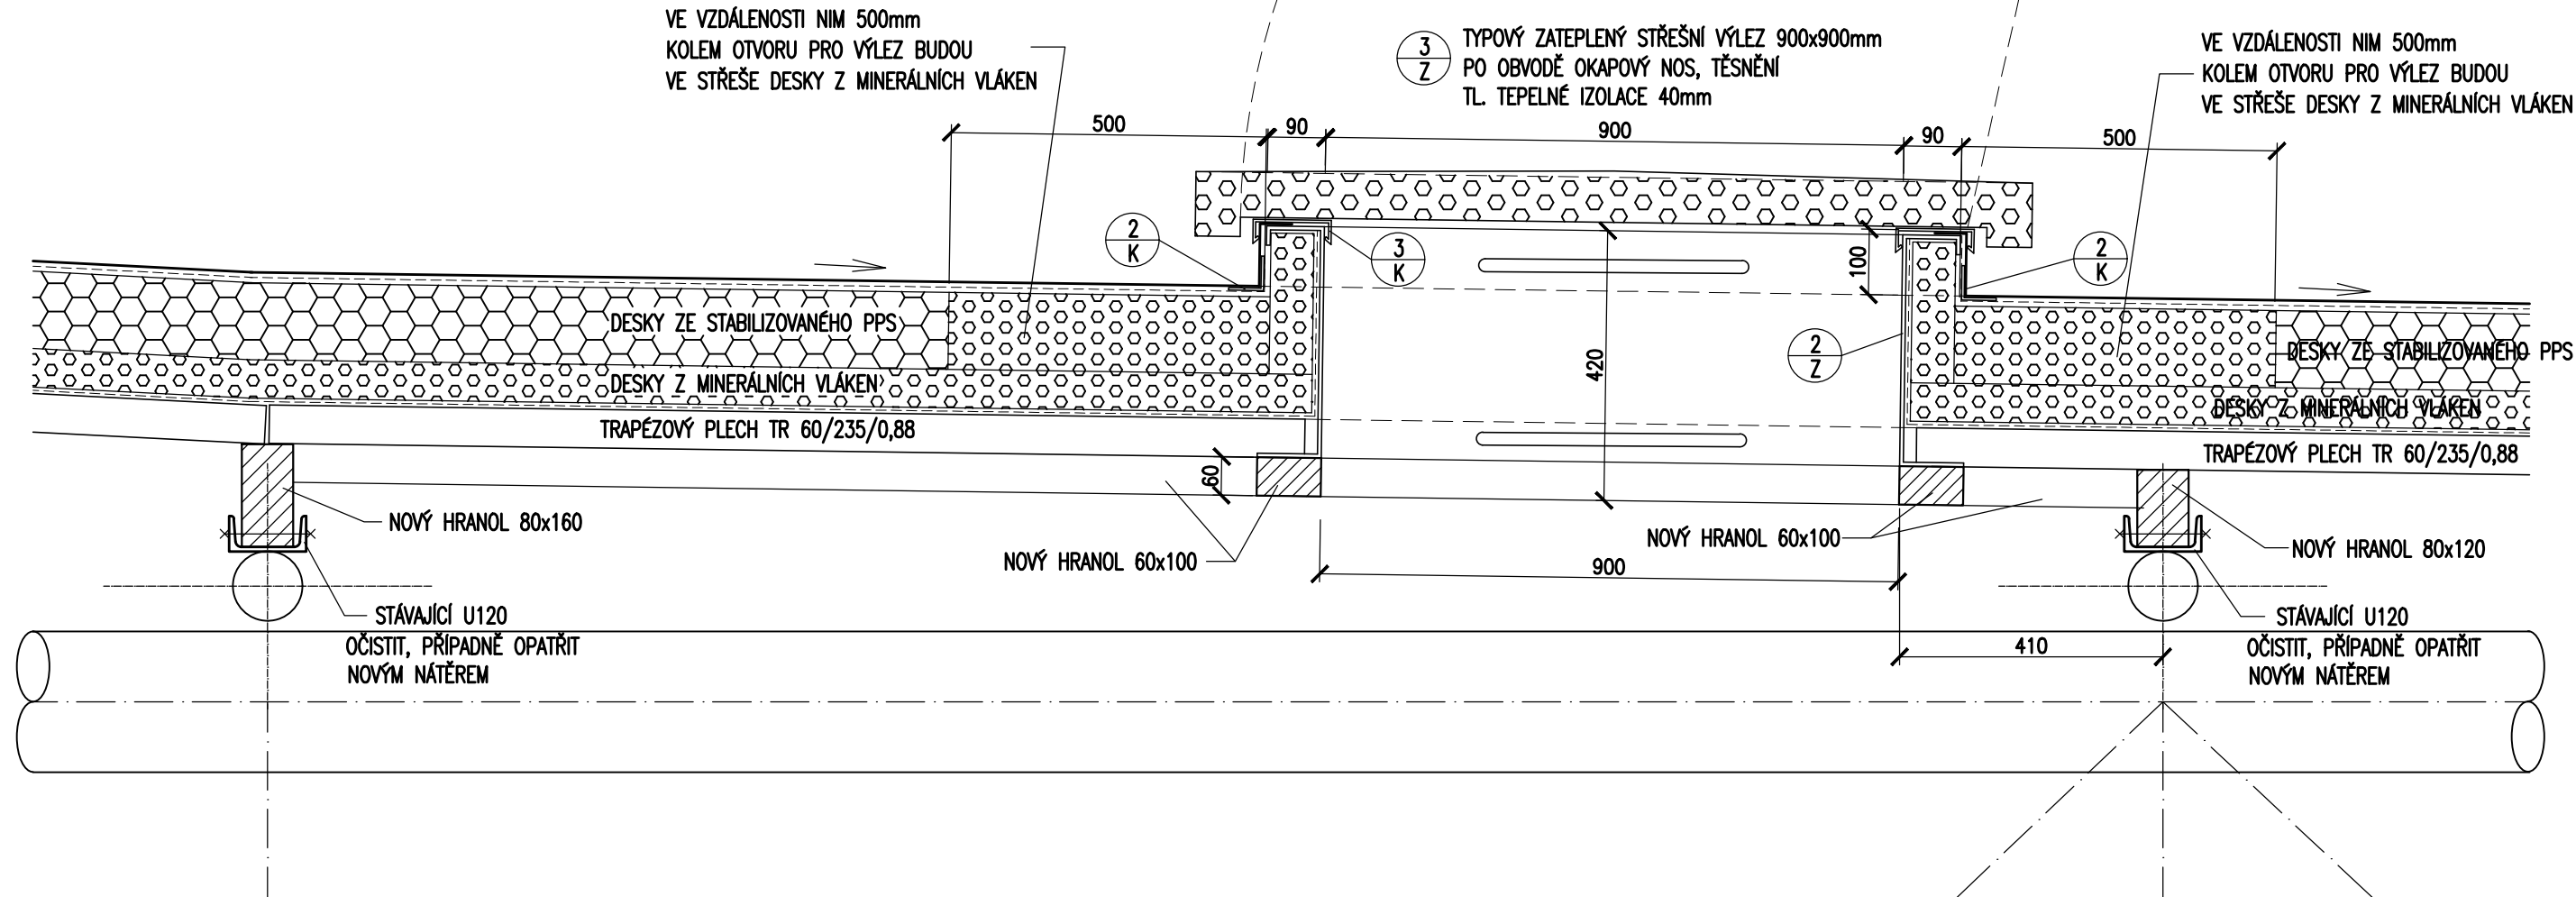 VE VZDÁLENOSTI NIM 500mm
KOLEM OTVORU PRO VÝLEZ BUDOU
VE STŘEŠE DESKY Z MINERÁLNÍCH VLÁKEN
3
Z
TYPOVÝ ZATEPLENÝ STŘEŠNÍ VÝLEZ 900x900mm
PO OBVODĚ OKAPOVÝ NOS, TĚSNĚNÍ
TL. TEPELNÉ IZOLACE 40mm
VE VZDÁLENOSTI NIM 500mm
KOLEM OTVORU PRO VÝLEZ BUDOU
VE STŘEŠE DESKY Z MINERÁLNÍCH VLÁKEN
500
90
900
90
500
2
K
3
K
100
2
K
DESKY ZE STABILIZOVANÉHO PPS
420
2
Z
DESKY ZE STABILIZOVANÉHO PPS
DESKY Z MINERÁLNÍCH VLÁKEN
DESKY Z MINERÁLNÍCH VLÁKEN
TRAPÉZOVÝ PLECH TR 60/235/0,88
TRAPÉZOVÝ PLECH TR 60/235/0,88
60
NOVÝ HRANOL 80x160
NOVÝ HRANOL 60x100
NOVÝ HRANOL 60x100
NOVÝ HRANOL 80x120
900
STÁVAJÍCÍ U120
OČISTIT, PŘÍPADNĚ OPATŘIT
NOVÝM NÁTĚREM
410
STÁVAJÍCÍ U120
OČISTIT, PŘÍPADNĚ OPATŘIT
NOVÝM NÁTĚREM